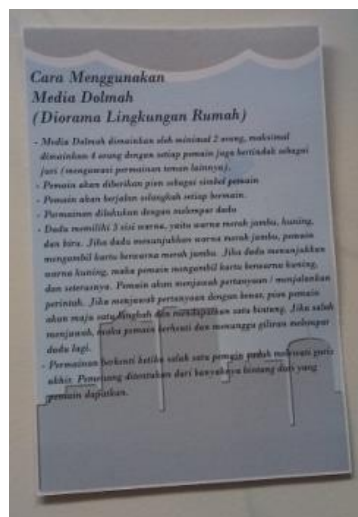 Cara Menggunakan
Media Dolmah
(Diorama Lingkungan Rumah)
- Media Dolmah dimainkan oleh minimal 2 orang, maksimal
dimainkan 4 orang dengan setiap pemain juga bertindak sebagai
juri (mengawasi permainan teman lainnya).
- Pemain akan diberikan pion sebagai simbol pemain
- Pemain akan berjalan selangkah setiap bermain.
- Permainan dilakukan dengan melempar dadu
- Dadu memiliki 3 sisi warna, yaitu warna merah jambu, kuning,
dan biru. Jika dadu menunjukkan warna merah jambu, pemain
mengambil kartu berwarna merah jambu. Jika dadu menunjukkan
warna kuning, maka pemain mengambil kartu berwarna kuning,
dan seterusnya. Pemain akan menjawab pertanyaan / menjalankan
perintah. Jika menjawab pertanyaan dengan benar, pion pemain
akan maju satu langkah dan mendapatkan satu bintang. Jika salah
menjawab, maka pemain berhenti dan menunggu giliran melempar
dadu lagi.
- Permainan berhenti ketika salah satu pemain melewati garis
akhir. Pemenang ditentukan dari banyaknya bintang yang
pemain dapatkan.